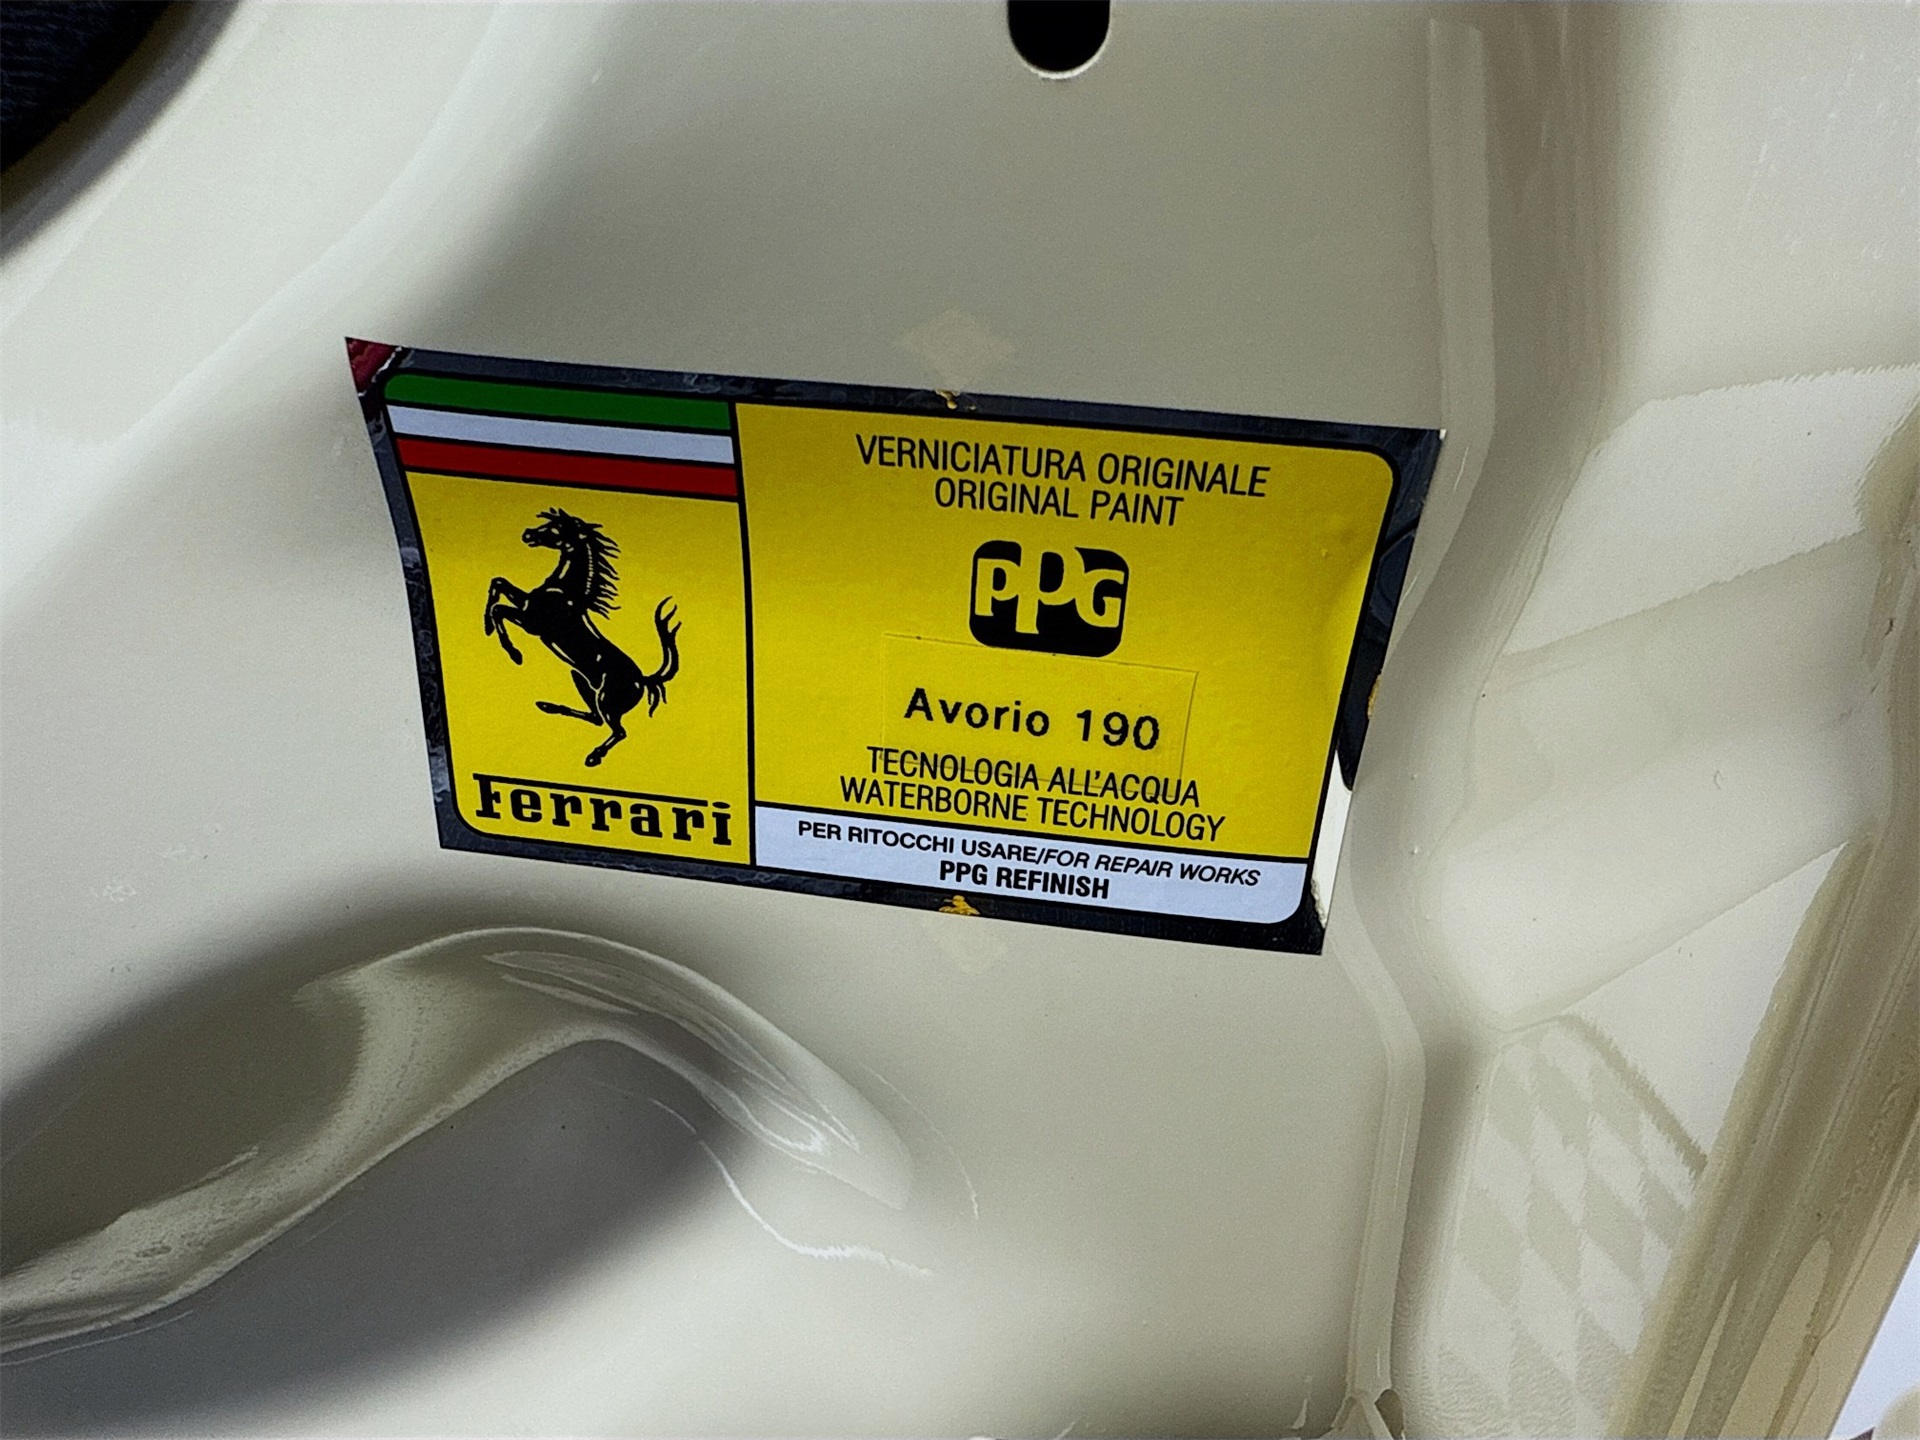 Ferrari
VERNICIATURA ORIGINALE
ORIGINAL PAINT
PPG
Avorio 190
TECNOLOGIA ALL'ACQUA
WATERBORNE TECHNOLOGY
PER RITOCCHI USARE/FOR REPAIR WORKS
PPG REFINISH